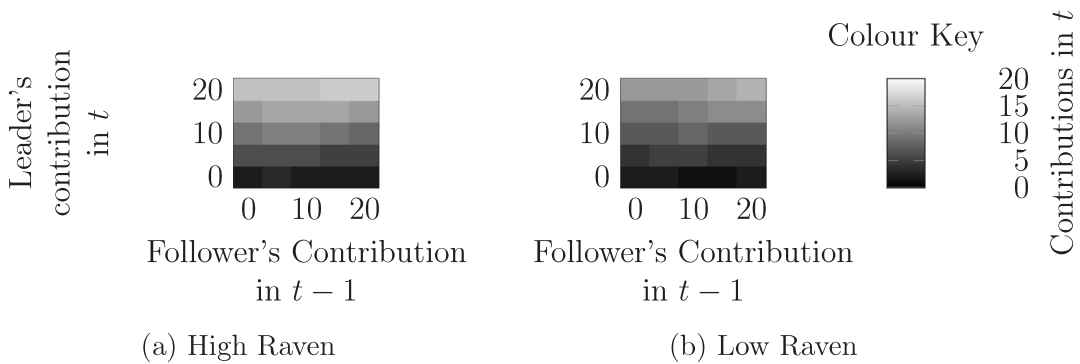 Leader's
contribution
in t
20
10
0
0 10 20
Follower's Contribution
in t − 1
(a) High Raven
20
10
0
0 10 20
Follower's Contribution
in t − 1
(b) Low Raven
Colour Key
20
15
10
5
0
Contributions in t